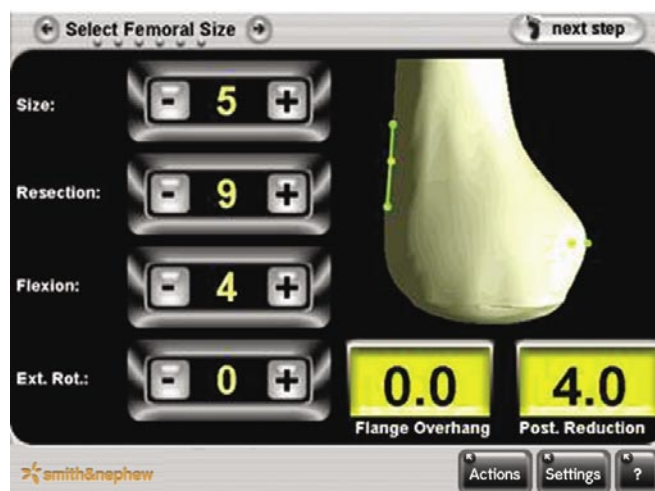 Select Femoral Size
next step
Size:
- 5 +
Resection:
- 9 +
Flexion:
- 4 +
Ext. Rot.:
- 0 +
0.0
4.0
Flange Overhang
Post. Reduction
smith&nephew
Actions
Settings
?